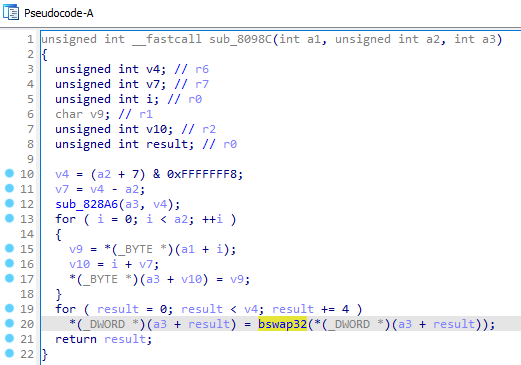 Pseudocode-A
1 unsigned int __fastcall sub_8098C(int a1, unsigned int a2, int a3)
2 {
3 unsigned int v4; // r6
4 unsigned int v7; // r7
5 unsigned int i; // r0
6 char v9; // r1
7 unsigned int v10; // r2
8 unsigned int result; // r0
9
10 v4 = (a2 + 7) & 0xFFFFFFF8;
11 v7 = v4 - a2;
12 sub_828A6(a3, v4);
13 for ( i = 0; i < a2; ++i )
14 {
15 v9 = *(_BYTE *)(a1 + i);
16 v10 = i + v7;
17 *(_BYTE *)(a3 + v10) = v9;
18 }
19 for ( result = 0; result < v4; result += 4 )
20 *(_DWORD *)(a3 + result) = bswap32(*(_DWORD *)(a3 + result));
21 return result;
22 }